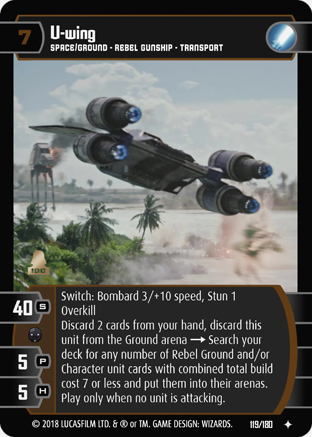 7
U-wing
SPACE/GROUND • REBEL GUNSHIP • TRANSPORT
40 S
5 P
5 H
Switch: Bombard 3/+10 speed, Stun 1
Overkill
Discard 2 cards from your hand, discard this
unit from the Ground arena → Search your
deck for any number of Rebel Ground and/or
Character unit cards with combined total build
cost 7 or less and put them into their arenas.
Play only when no unit is attacking.
© 2018 LUCASFILM LTD. & ® or TM. GAME DESIGN: WIZARDS.
119/180